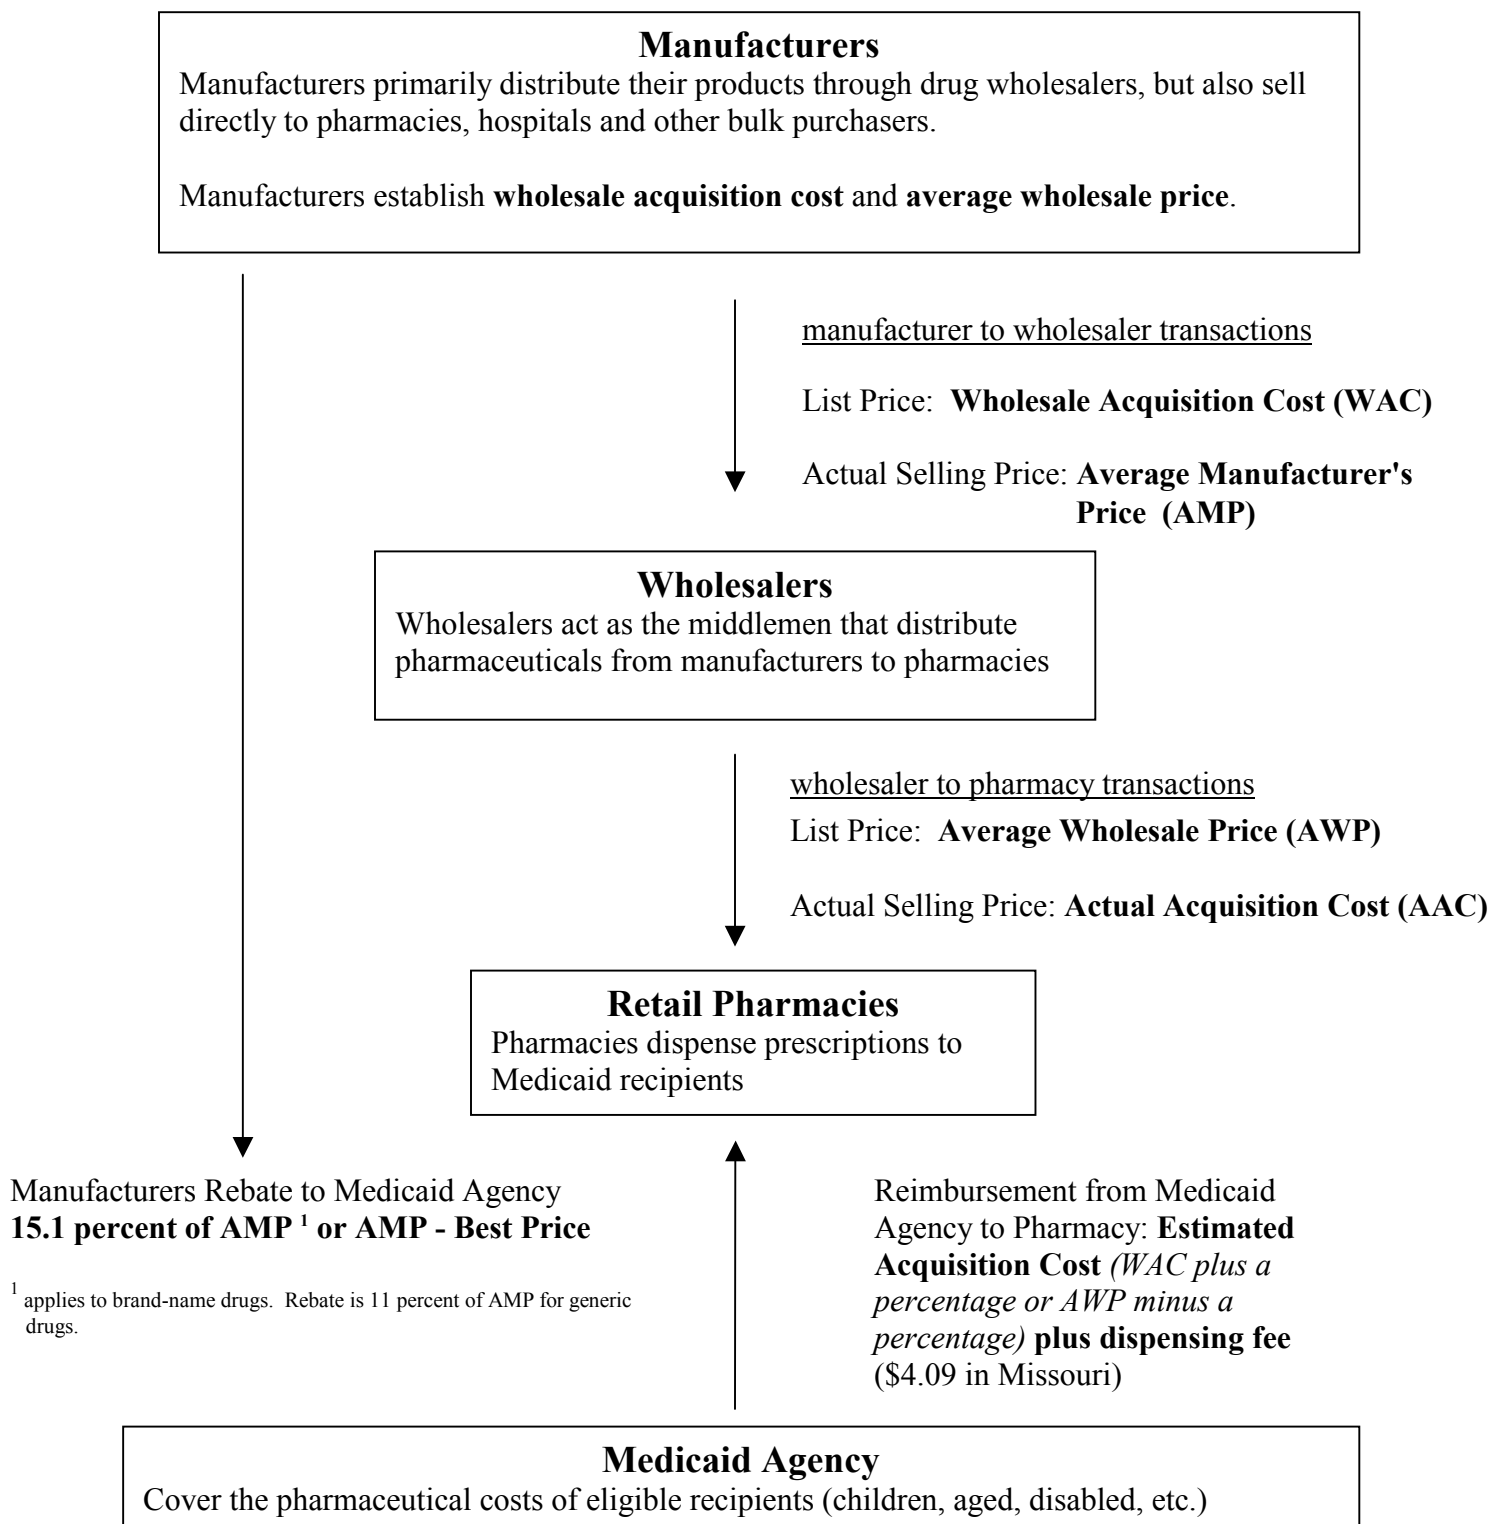 Manufacturers
Manufacturers primarily distribute their products through drug wholesalers, but also sell
directly to pharmacies, hospitals and other bulk purchasers.
Manufacturers establish wholesale acquisition cost and average wholesale price.
manufacturer to wholesaler transactions
List Price: Wholesale Acquisition Cost (WAC)
Actual Selling Price: Average Manufacturer's
Price (AMP)
Wholesalers
Wholesalers act as the middlemen that distribute
pharmaceuticals from manufacturers to pharmacies
wholesaler to pharmacy transactions
List Price: Average Wholesale Price (AWP)
Actual Selling Price: Actual Acquisition Cost (AAC)
Retail Pharmacies
Pharmacies dispense prescriptions to
Medicaid recipients
Manufacturers Rebate to Medicaid Agency
15.1 percent of AMP 1 or AMP - Best Price
1 applies to brand-name drugs. Rebate is 11 percent of AMP for generic
drugs.
Reimbursement from Medicaid
Agency to Pharmacy: Estimated
Acquisition Cost (WAC plus a
percentage or AWP minus a
percentage) plus dispensing fee
($4.09 in Missouri)
Medicaid Agency
Cover the pharmaceutical costs of eligible recipients (children, aged, disabled, etc.)